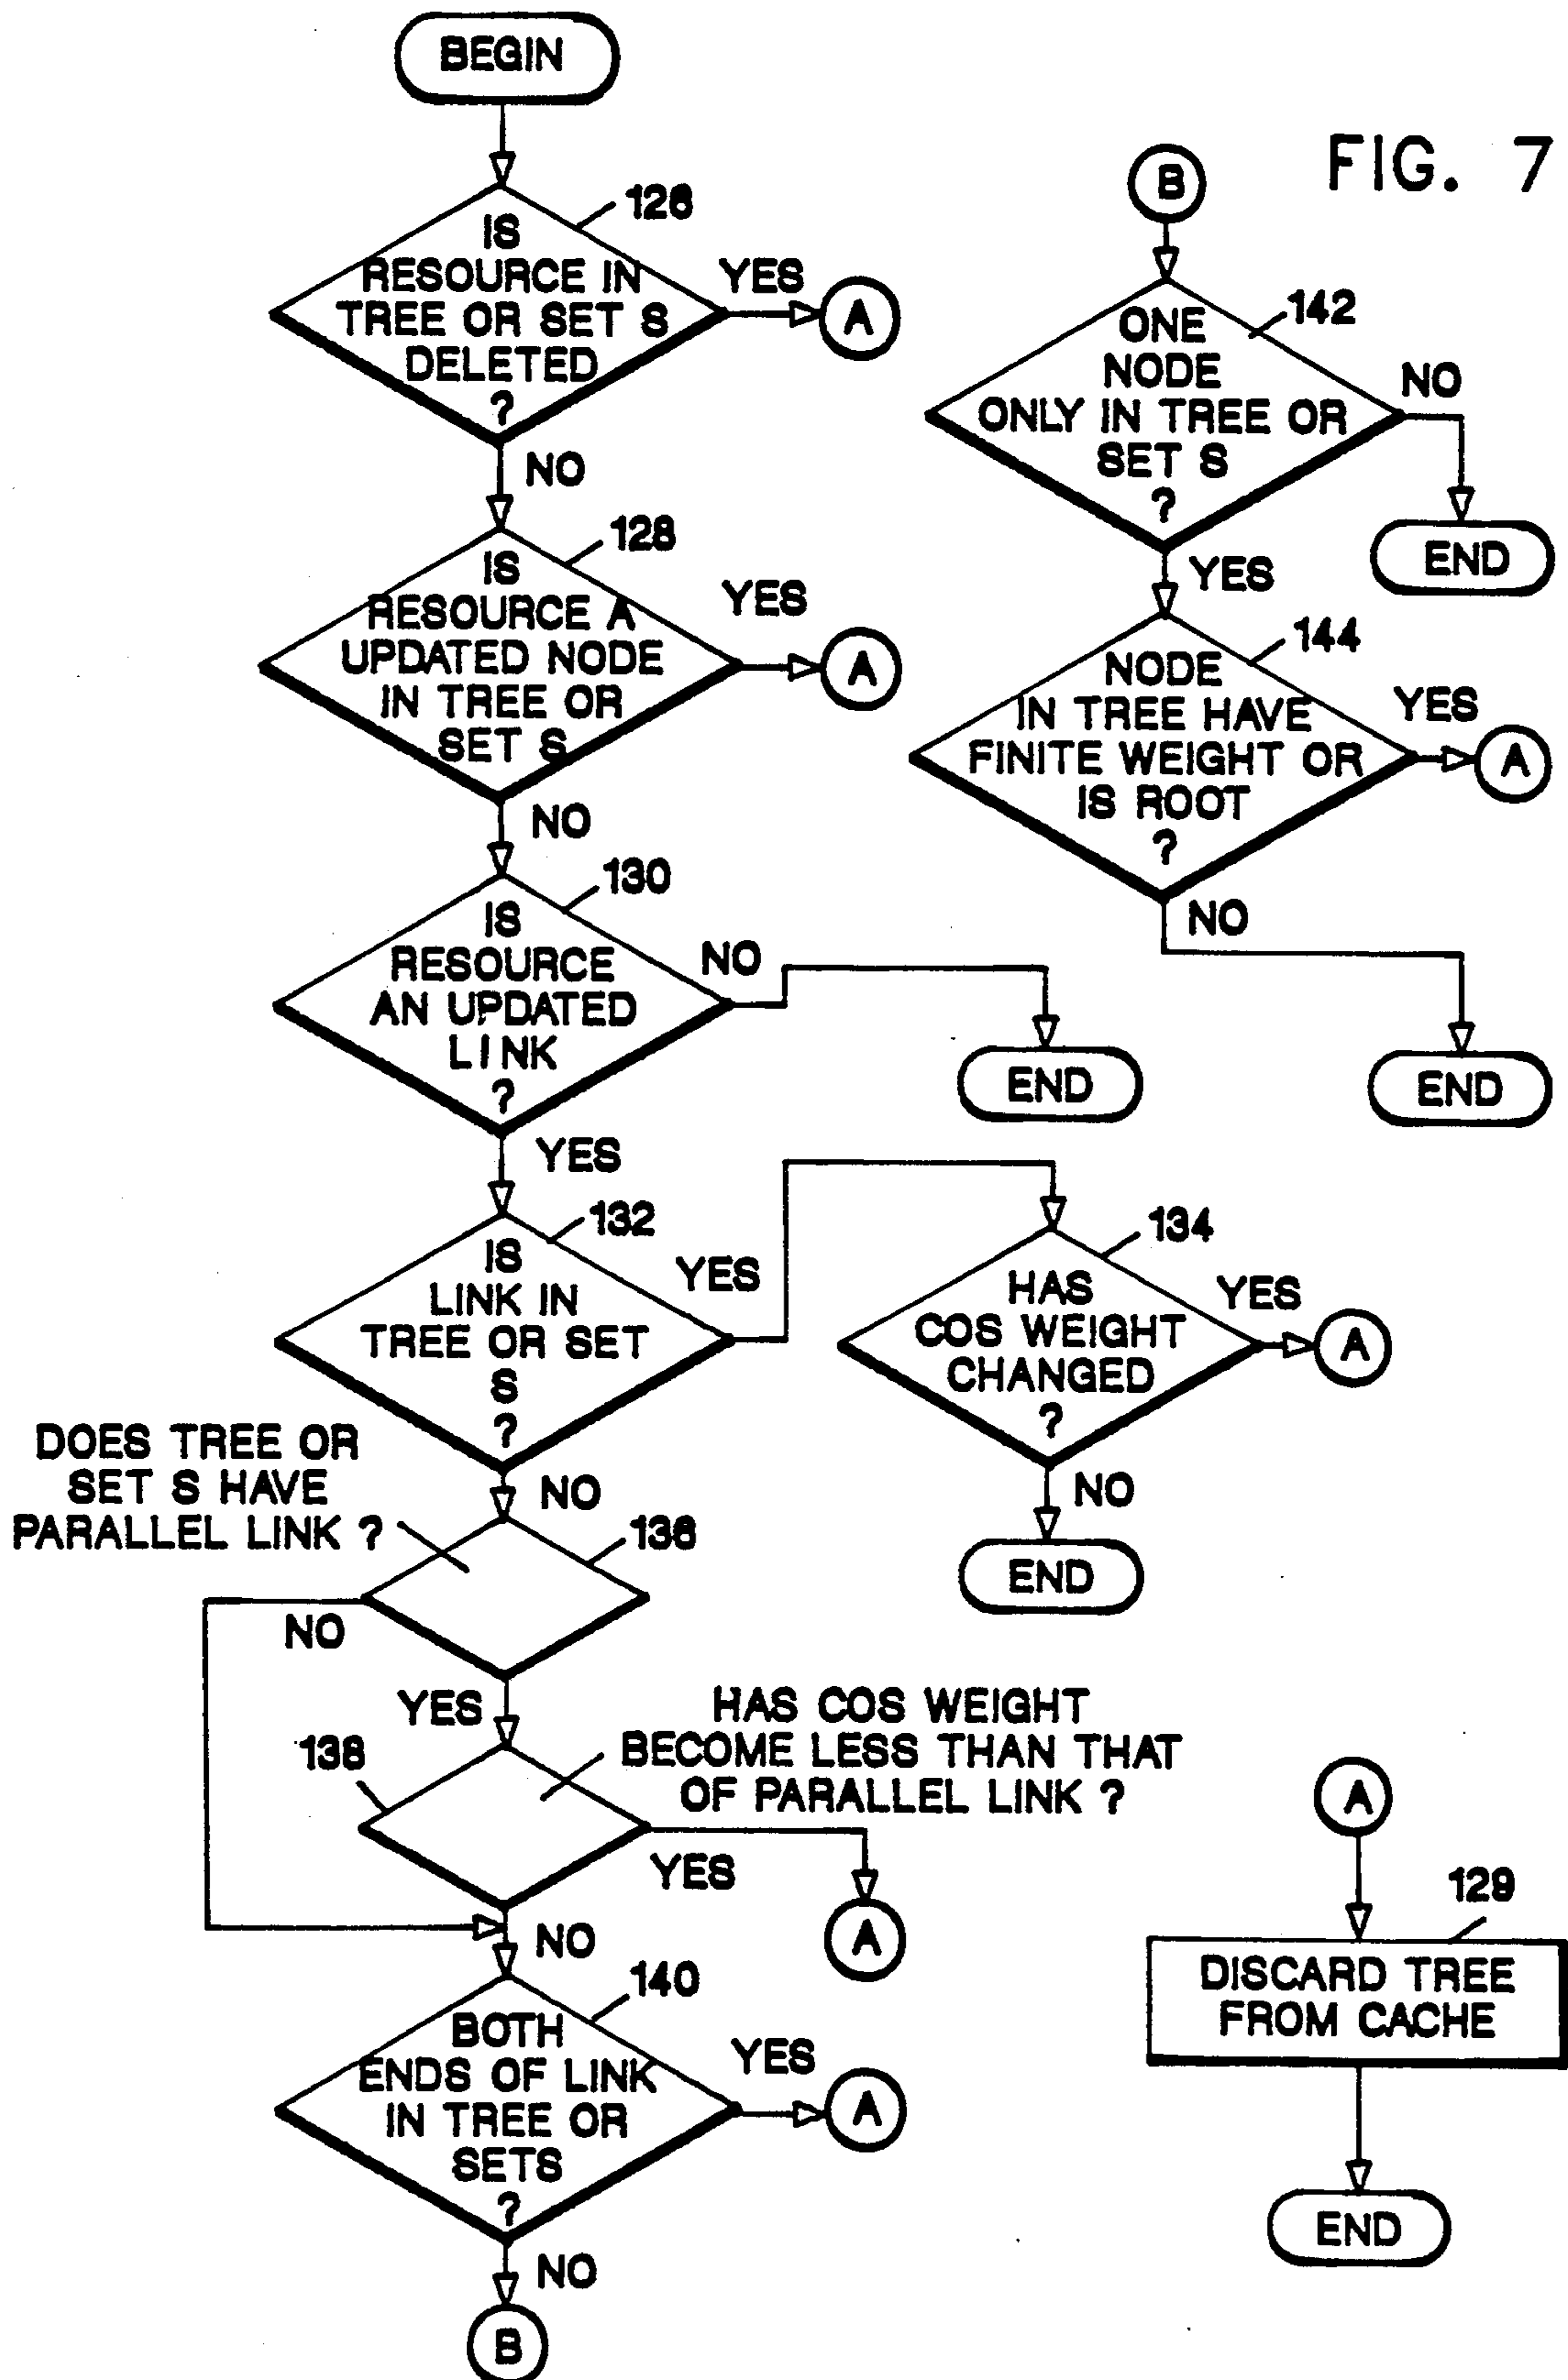 BEGIN
FIG. 7
126
IS
RESOURCE IN
TREE OR SET S
DELETED
?
YES
A
NO
128
IS
RESOURCE A
UPDATED NODE
IN TREE OR
SET S
YES
A
NO
130
IS
RESOURCE
AN UPDATED
LINK
?
NO
END
YES
132
IS
LINK IN
TREE OR SET
S
?
YES
134
HAS
COS WEIGHT
CHANGED
?
YES
A
NO
END
NO
DOES TREE OR
SET S HAVE
PARALLEL LINK ?
136
NO
YES
138
HAS COS WEIGHT
BECOME LESS THAN THAT
OF PARALLEL LINK ?
YES
A
NO
140
BOTH
ENDS OF LINK
IN TREE OR
SETS
?
YES
A
NO
B
B
142
ONE
NODE
ONLY IN TREE OR
SET S
?
NO
END
YES
144
NODE
IN TREE HAVE
FINITE WEIGHT OR
IS ROOT
?
YES
A
NO
END
A
129
DISCARD TREE
FROM CACHE
END